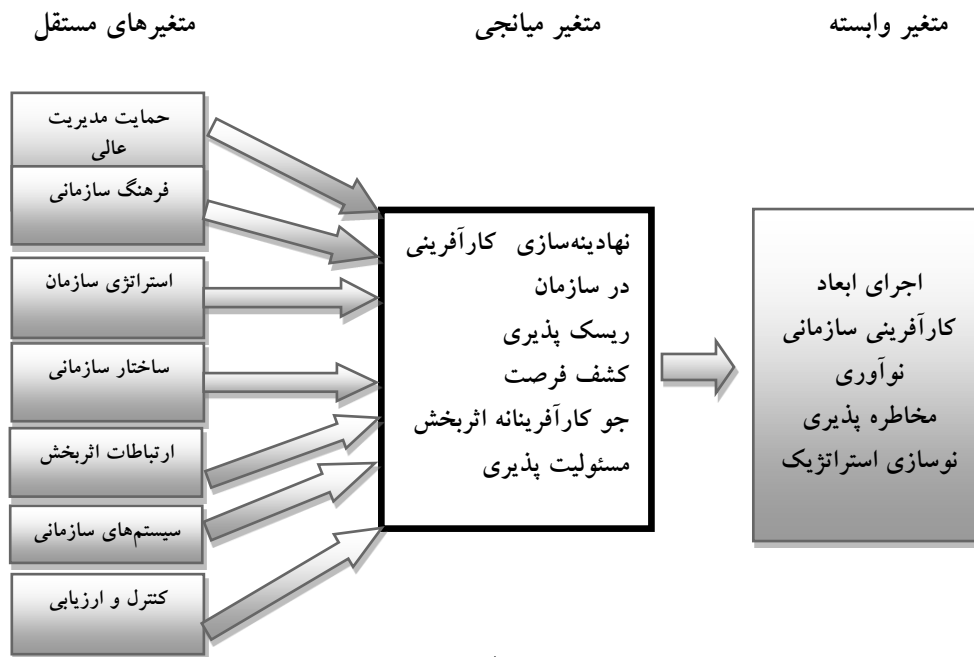 متغیرهای مستقل
متغیر میانجی
متغیر وابسته
حمایت مدیریت
عالی
فرهنگ سازمانی
استراتژی سازمان
ساختار سازمانی
ارتباطات اثربخش
سیستم‌های سازمانی
کنترل و ارزیابی
نهادینه‌سازی کارآفرینی
در سازمان
ریسک پذیری
کشف فرصت
جو کارآفرینانه اثربخش
مسئولیت پذیری
اجرای ابعاد
کارآفرینی سازمانی
نوآوری
مخاطره پذیری
نوسازی استراتژیک